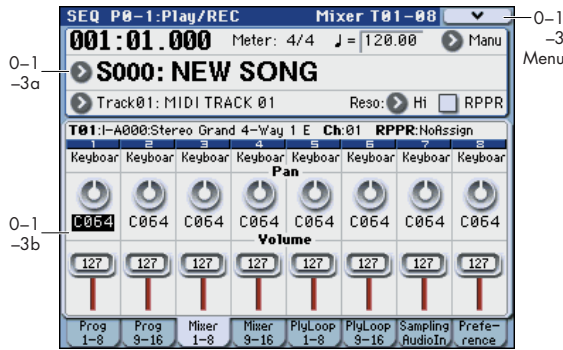 SEQ P0-1:Play/REC Mixer T01-08
001:01.000 Meter: 4/4 ♩= 120.00 Manu
S000: NEW SONG
Track01: MIDI TRACK 01 Reso: Hi RPPR
T01:I-A000:Stereo Grand 4-Way 1 E Ch:01 RPPR:NoAssign
1 2 3 4 5 6 7 8
Keyboar Keyboar Keyboar Keyboar Keyboar Keyboar Keyboar Keyboar
Pan
C064 C064 C064 C064 C064 C064 C064 C064
Volume
127 127 127 127 127 127 127 127
Prog 1-8 Prog 9-16 Mixer 1-8 Mixer 9-16 PlyLoop 1-8 PlyLoop 9-16 Sampling AudioIn Prefe-rence
0–1
–3a
0–1
–3b
0–1
–3
Menu